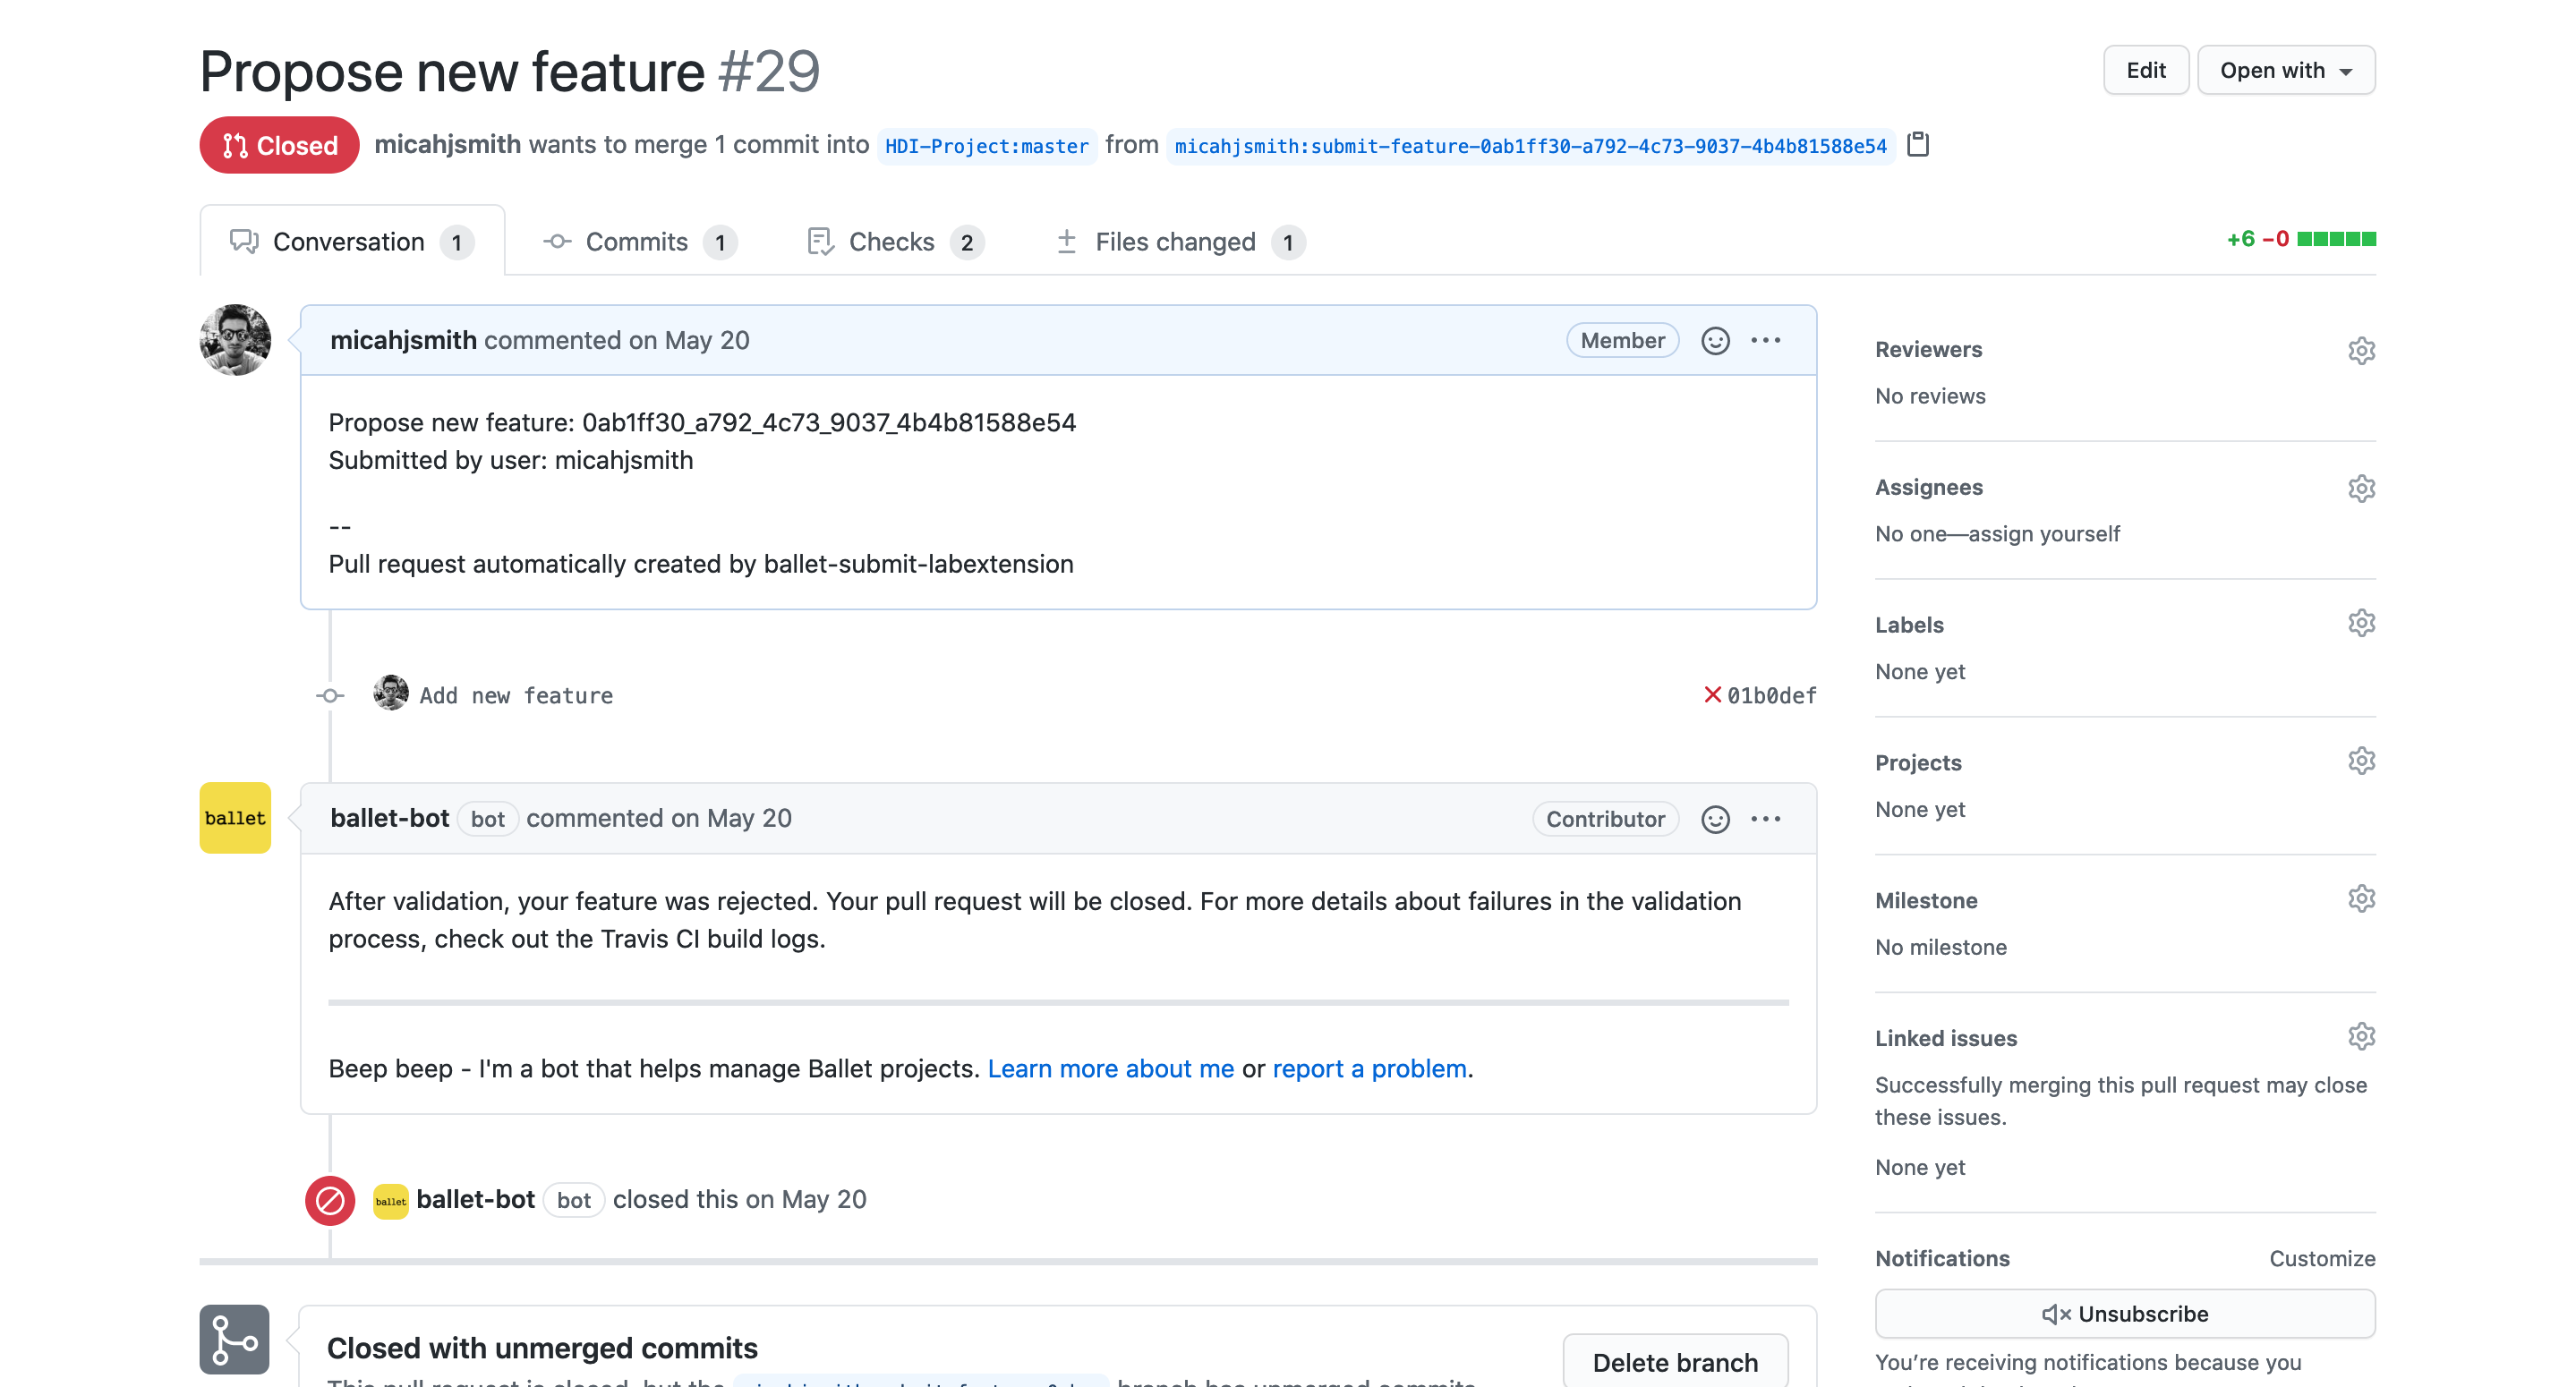 Propose new feature #29
Edit
Open with
Closed
micahjsmith wants to merge 1 commit into HDI-Project:master from micahjsmith:submit-feature-0ab1ff30-a792-4c73-9037-4b4b81588e54
Conversation 1
Commits 1
Checks 2
Files changed 1
+6 −0
micahjsmith commented on May 20
Member
Propose new feature: 0ab1ff30_a792_4c73_9037_4b4b81588e54
Submitted by user: micahjsmith
--
Pull request automatically created by ballet-submit-labextension
Add new feature
01b0def
ballet
ballet-bot bot commented on May 20
Contributor
After validation, your feature was rejected. Your pull request will be closed. For more details about failures in the validation
process, check out the Travis CI build logs.
Beep beep - I'm a bot that helps manage Ballet projects. Learn more about me or report a problem.
ballet
ballet-bot bot closed this on May 20
Closed with unmerged commits
Delete branch
This pull request is closed, but the
branch has unmerged commits
Reviewers
No reviews
Assignees
No one—assign yourself
Labels
None yet
Projects
None yet
Milestone
No milestone
Linked issues
Successfully merging this pull request may close
these issues.
None yet
Notifications
Customize
Unsubscribe
You're receiving notifications because you